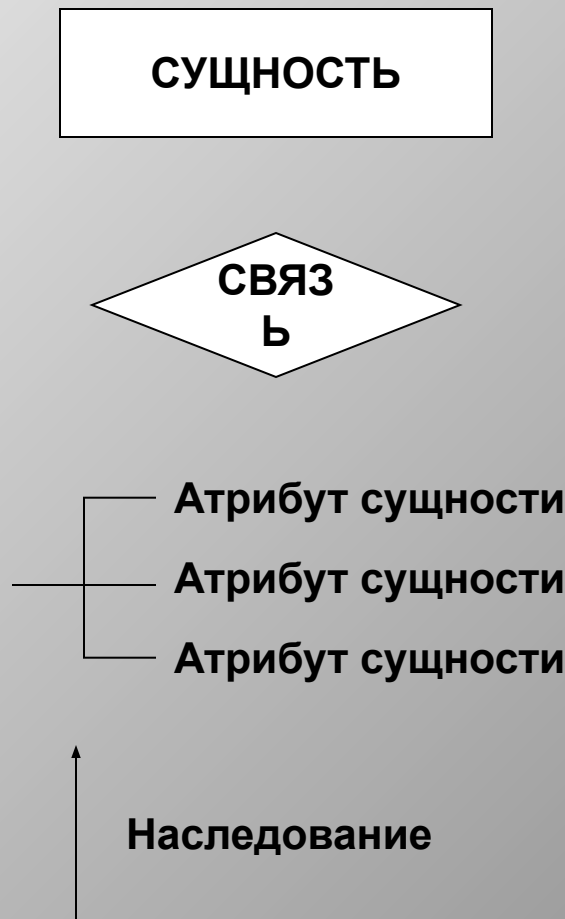 СУЩНОСТЬ
СВЯЗ
Ь
Атрибут сущности
Атрибут сущности
Атрибут сущности
Наследование